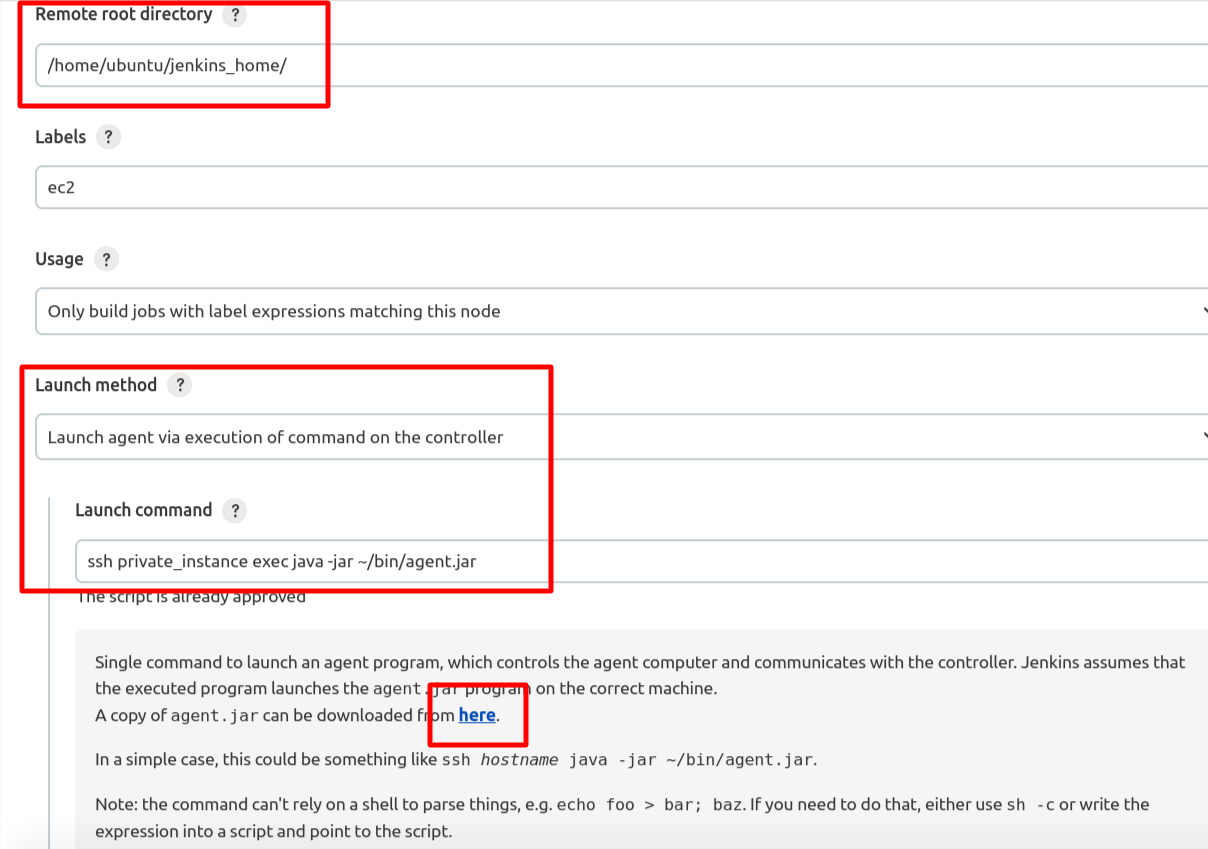 Remote root directory ?
/home/ubuntu/jenkins_home/
Labels ?
ec2
Usage ?
Only build jobs with label expressions matching this node
Launch method ?
Launch agent via execution of command on the controller
Launch command ?
ssh private_instance exec java -jar ~/bin/agent.jar
The script is already approved
Single command to launch an agent program, which controls the agent computer and communicates with the controller. Jenkins assumes that
the executed program launches the agent.jar program on the correct machine.
A copy of agent.jar can be downloaded from here.
In a simple case, this could be something like ssh hostname java -jar ~/bin/agent.jar.
Note: the command can't rely on a shell to parse things, e.g. echo foo > bar; baz. If you need to do that, either use sh -c or write the
expression into a script and point to the script.